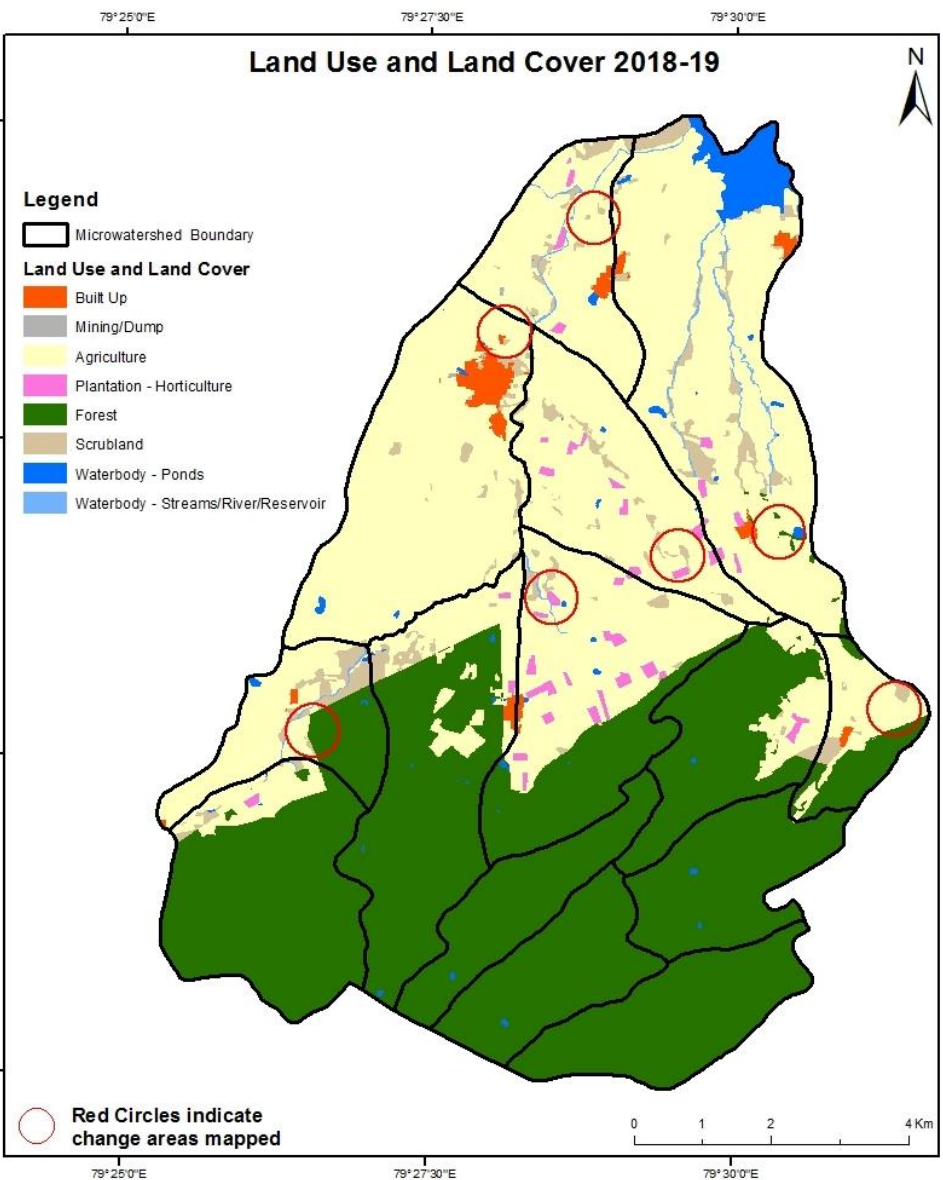 79°25'0"E 79°27'30"E 79°30'0"E
Land Use and Land Cover 2018-19
N
Legend
Microwatershed Boundary
Land Use and Land Cover
Built Up
Mining/Dump
Agriculture
Plantation - Horticulture
Forest
Scrubland
Waterbody - Ponds
Waterbody - Streams/River/Reservoir
Red Circles indicate
change areas mapped
0 1 2 4 Km
79°25'0"E 79°27'30"E 79°30'0"E